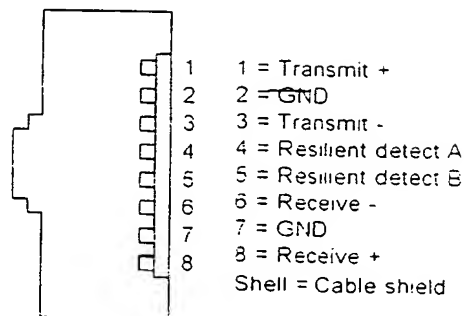 1 1 = Transmit +
2 2 = GND
3 3 = Transmit -
4 4 = Resilient detect A
5 5 = Resilient detect B
6 6 = Receive -
7 7 = GND
8 8 = Receive +
Shell = Cable shield